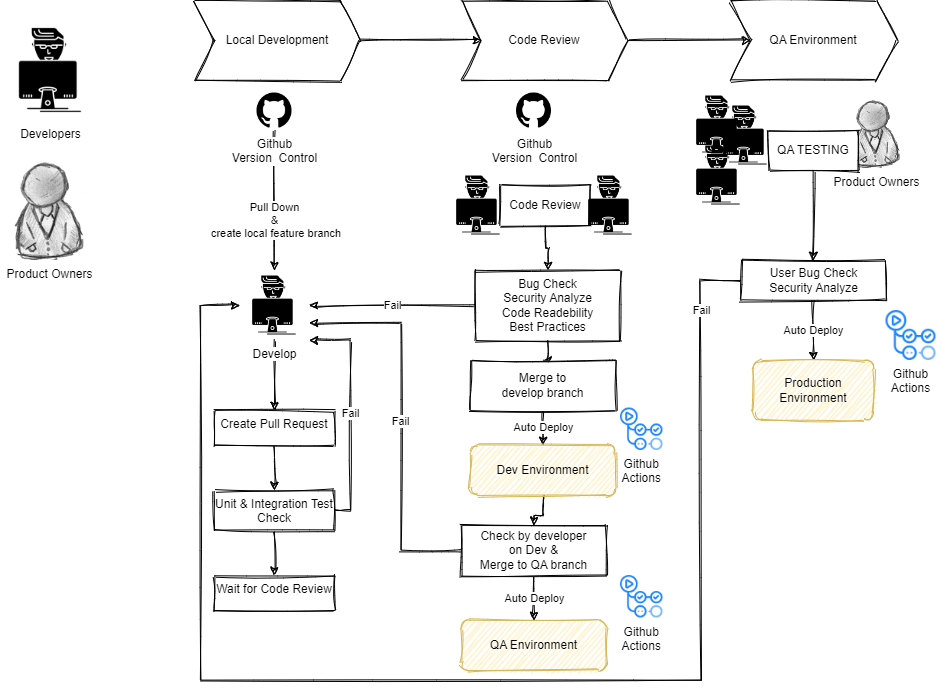 Local Development
Code Review
QA Environment
Developers
Product Owners
Github
Version Control
Pull Down
&
create local feature branch
Develop
Create Pull Request
Unit & Integration Test
Check
Fail
Wait for Code Review
Github
Version Control
Code Review
Bug Check
Security Analyze
Code Readebility
Best Practices
Fail
Merge to
develop branch
Auto Deploy
Github
Actions
Dev Environment
Check by developer
on Dev &
Merge to QA branch
Fail
Auto Deploy
Github
Actions
QA Environment
QA TESTING
Product Owners
User Bug Check
Security Analyze
Fail
Auto Deploy
Github
Actions
Production
Environment